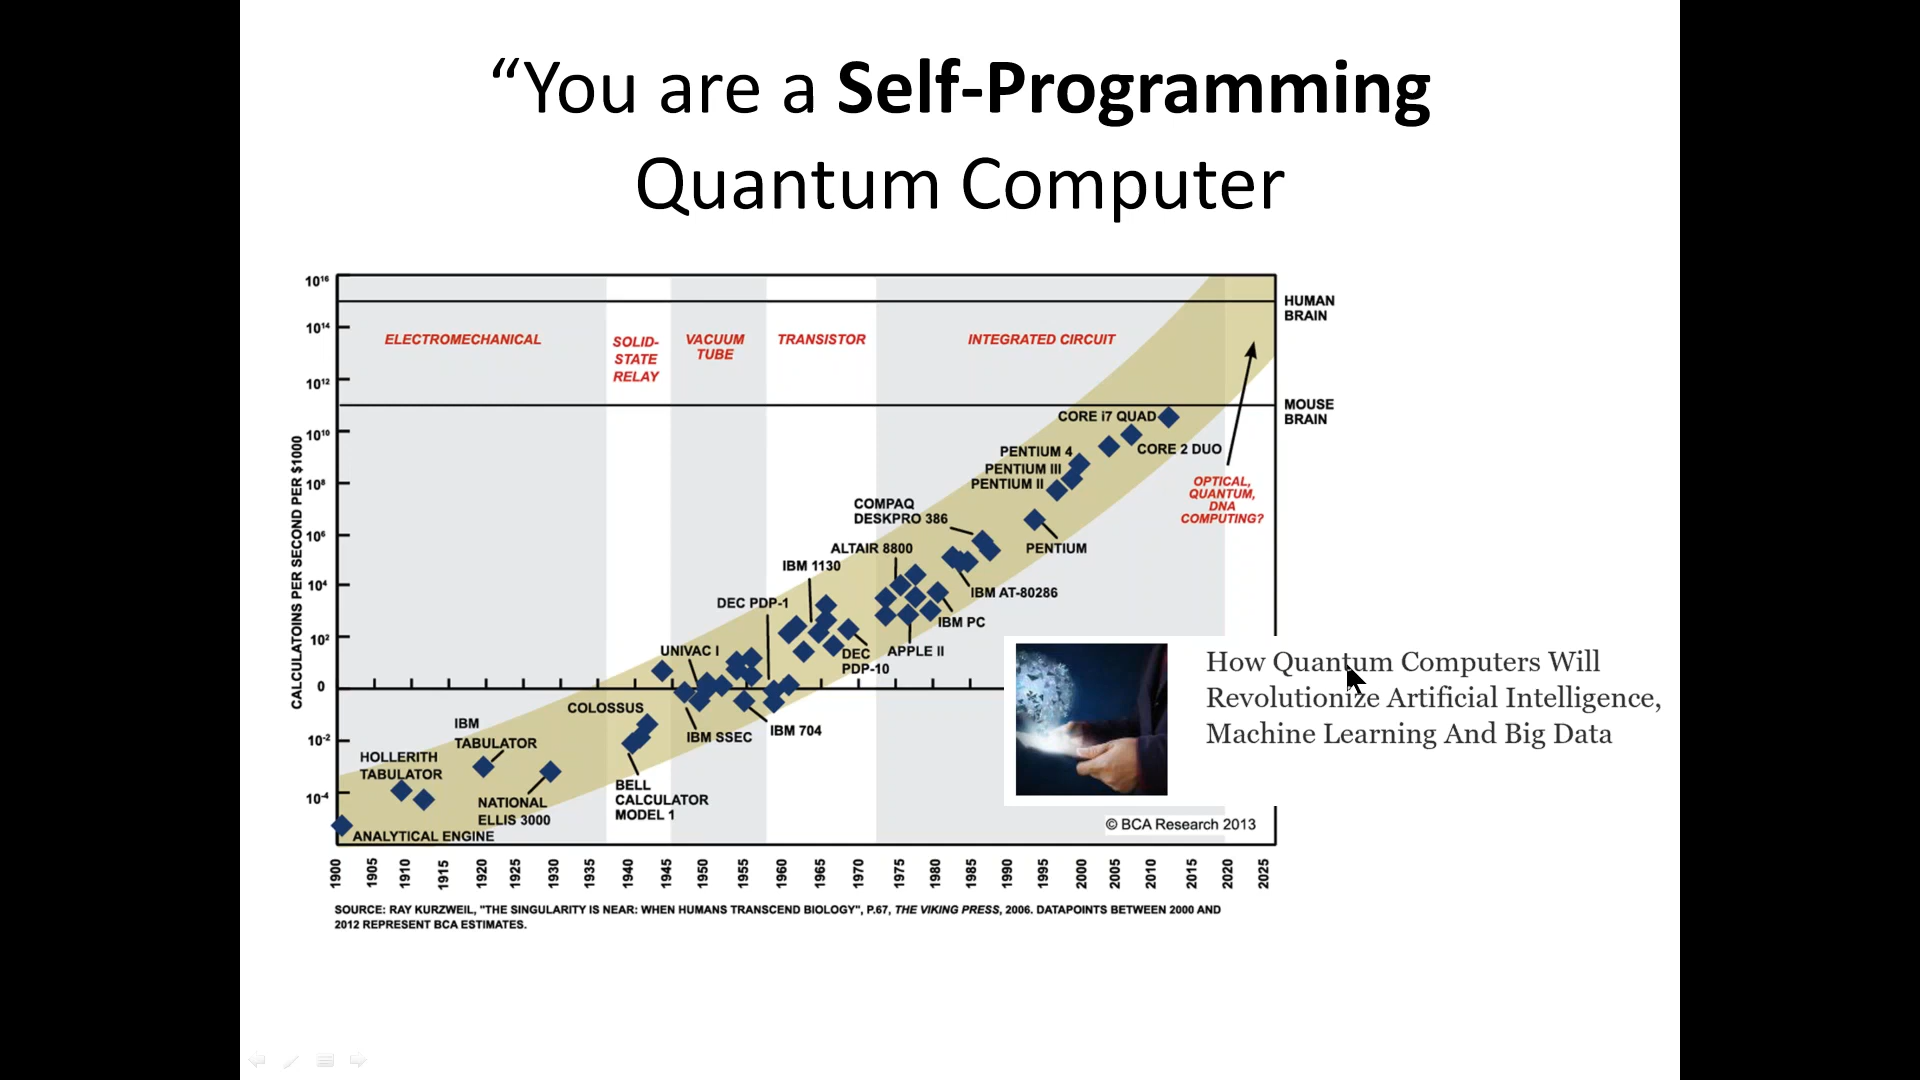 “You are a Self-Programming
Quantum Computer
CALCULATOINS PER SECOND PER $1000
10¹⁶
10¹⁴
10¹²
10¹⁰
10⁸
10⁶
10⁴
10²
0
10⁻²
10⁻⁴
ELECTROMECHANICAL
SOLID-
STATE
RELAY
VACUUM
TUBE
TRANSISTOR
INTEGRATED CIRCUIT
HUMAN
BRAIN
MOUSE
BRAIN
CORE i7 QUAD
CORE 2 DUO
PENTIUM 4
PENTIUM III
PENTIUM II
OPTICAL,
QUANTUM,
DNA
COMPUTING?
COMPAQ
DESKPRO 386
PENTIUM
ALTAIR 8800
IBM 1130
IBM AT-80286
DEC PDP-1
IBM PC
UNIVAC I
DEC
PDP-10
APPLE II
COLOSSUS
IBM SSEC
IBM 704
IBM
TABULATOR
HOLLERITH
TABULATOR
NATIONAL
ELLIS 3000
BELL
CALCULATOR
MODEL 1
ANALYTICAL ENGINE
How Quantum Computers Will
Revolutionize Artificial Intelligence,
Machine Learning And Big Data
© BCA Research 2013
1900 1905 1910 1915 1920 1925 1930 1935 1940 1945 1950 1955 1960 1965 1970 1975 1980 1985 1990 1995 2000 2005 2010 2015 2020 2025
SOURCE: RAY KURZWEIL, "THE SINGULARITY IS NEAR: WHEN HUMANS TRANSCEND BIOLOGY", P.67, THE VIKING PRESS, 2006. DATAPOINTS BETWEEN 2000 AND
2012 REPRESENT BCA ESTIMATES.